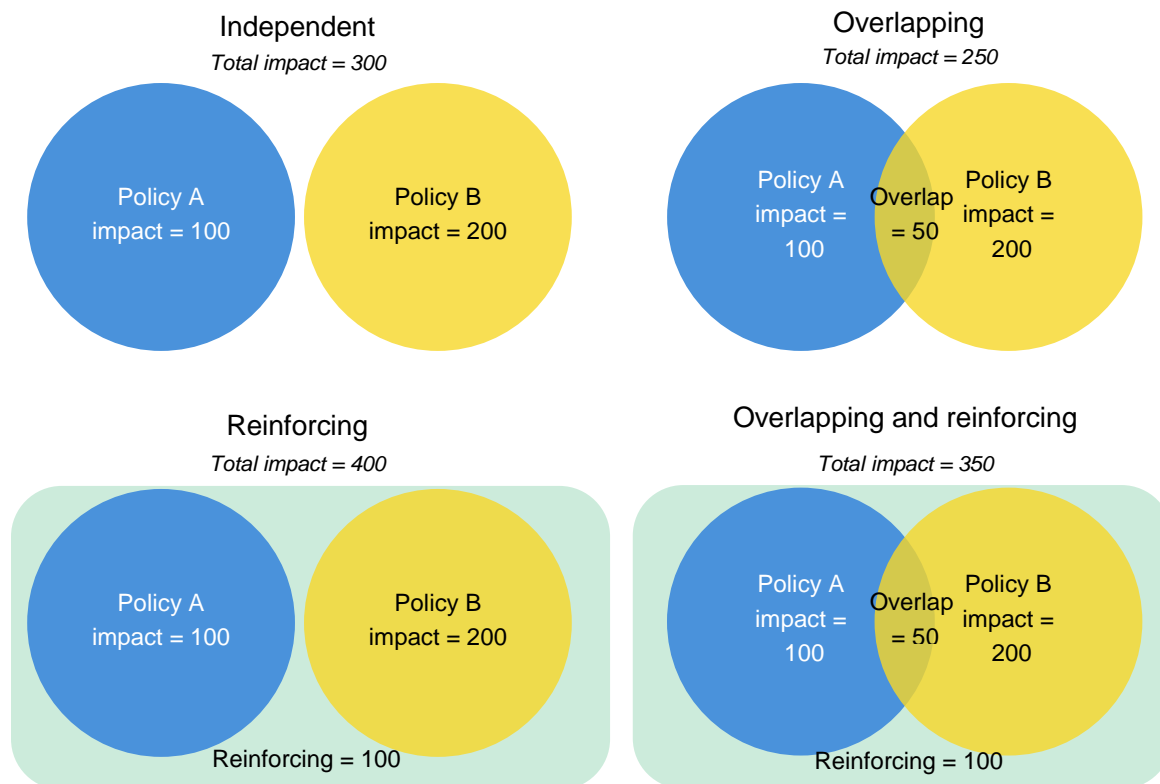 Independent
Total impact = 300
Policy A
impact = 100
Policy B
impact = 200
Overlapping
Total impact = 250
Policy A
impact =
100
Overlap
= 50
Policy B
impact =
200
Reinforcing
Total impact = 400
Policy A
impact = 100
Policy B
impact = 200
Reinforcing = 100
Overlapping and reinforcing
Total impact = 350
Policy A
impact =
100
Overlap
= 50
Policy B
impact =
200
Reinforcing = 100